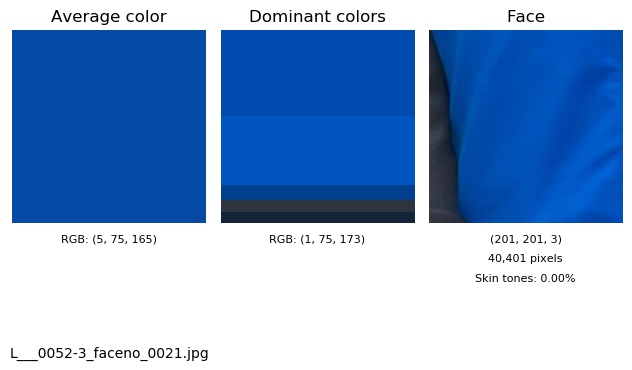 Average color
Dominant colors
Face
RGB: (5, 75, 165)
RGB: (1, 75, 173)
(201, 201, 3)
40,401 pixels
Skin tones: 0.00%
L___0052-3_faceno_0021.jpg